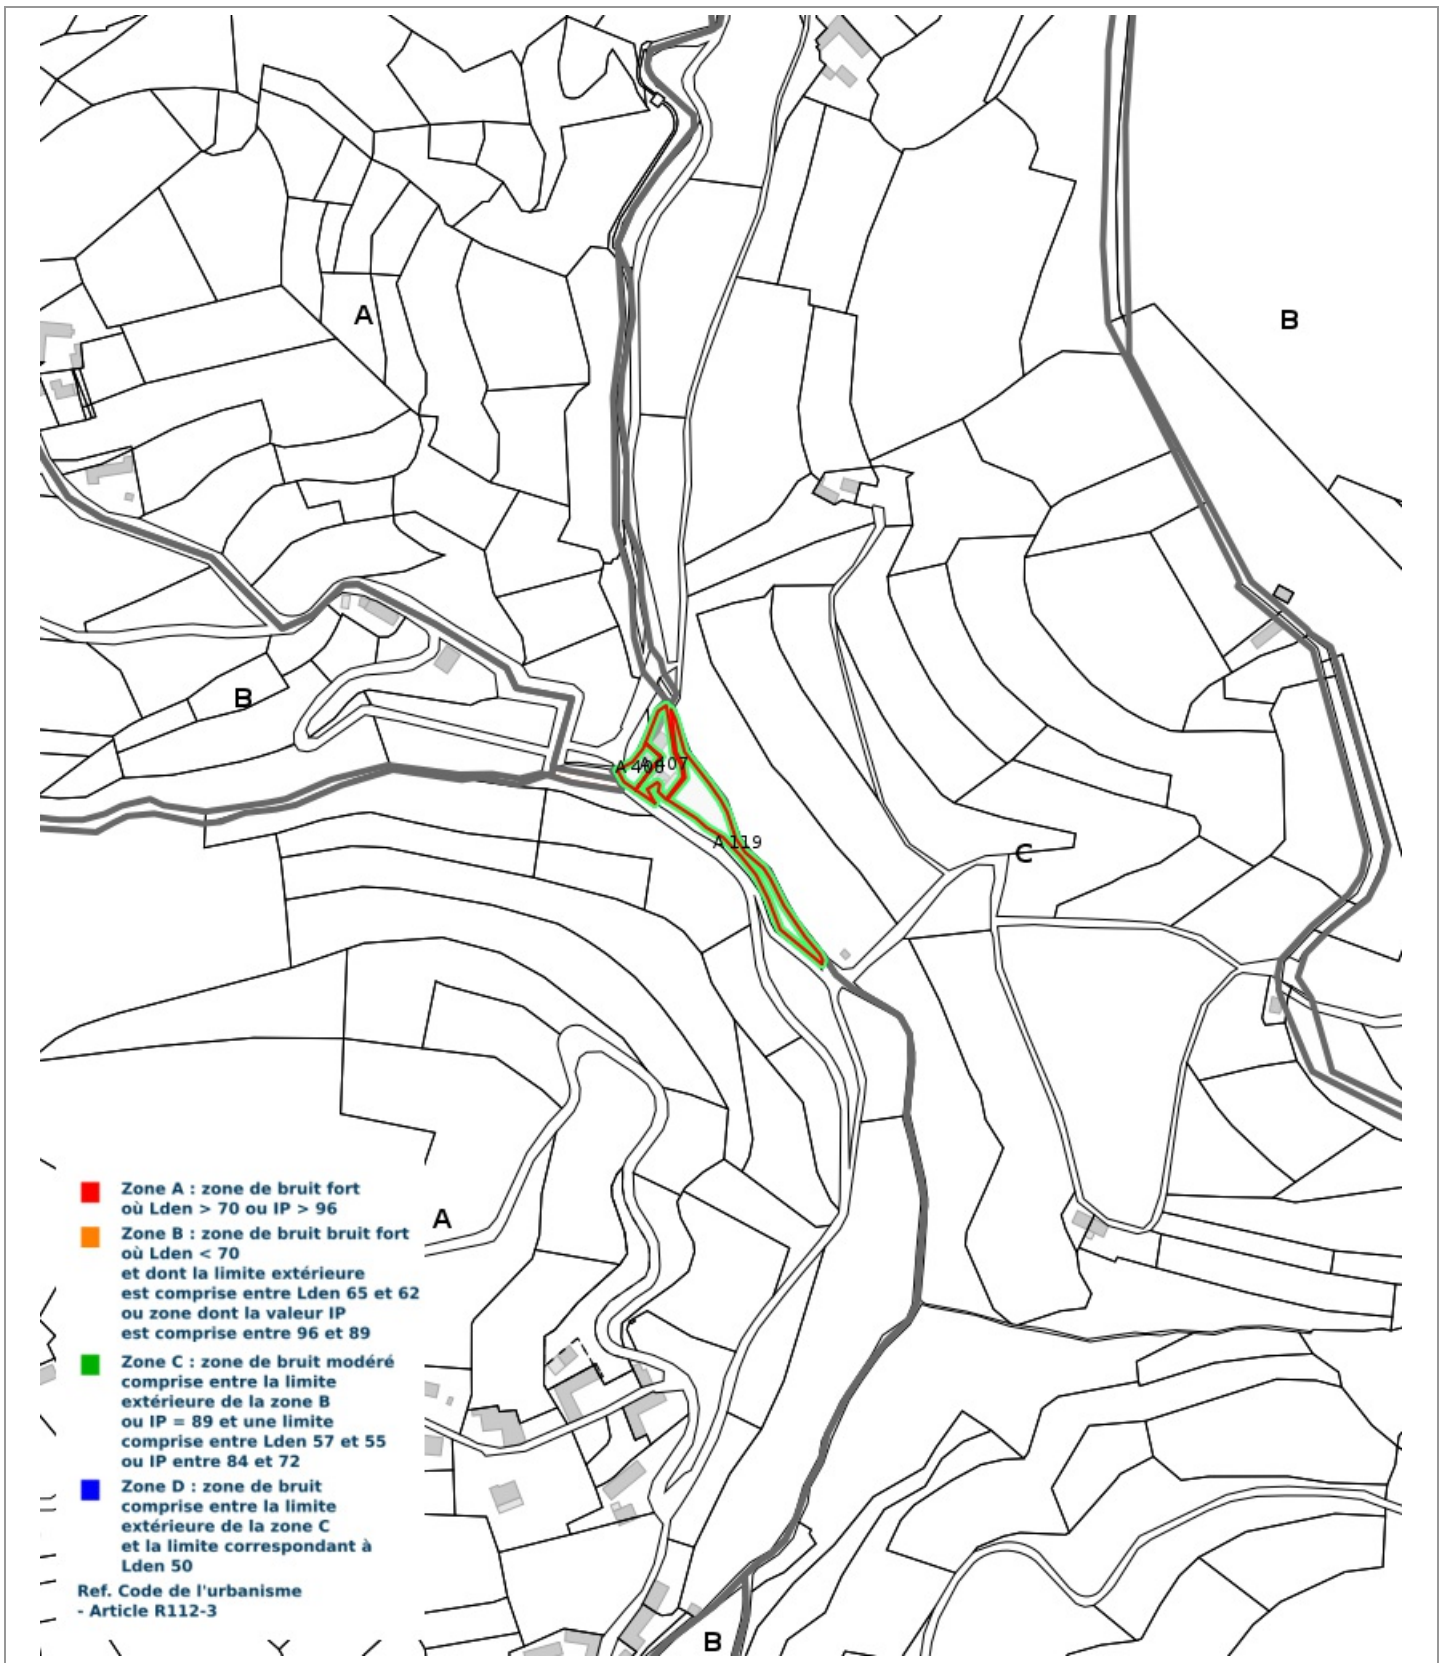 A
B
B
A 406
A 407
A 119
C
A
B
Zone A : zone de bruit fort
où Lden > 70 ou IP > 96
Zone B : zone de bruit bruit fort
où Lden < 70
et dont la limite extérieure
est comprise entre Lden 65 et 62
ou zone dont la valeur IP
est comprise entre 96 et 89
Zone C : zone de bruit modéré
comprise entre la limite
extérieure de la zone B
ou IP = 89 et une limite
comprise entre Lden 57 et 55
ou IP entre 84 et 72
Zone D : zone de bruit
comprise entre la limite
extérieure de la zone C
et la limite correspondant à
Lden 50
Ref. Code de l'urbanisme
- Article R112-3